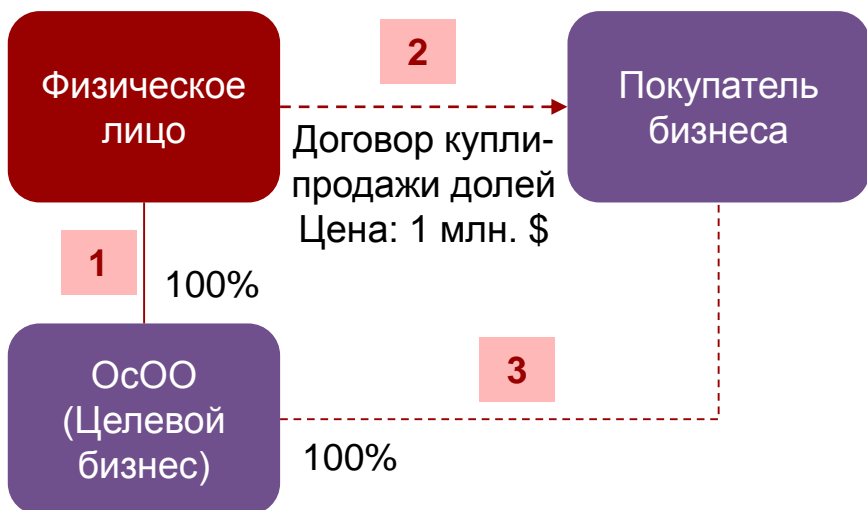 Физическое
лицо
2
Покупатель
бизнеса
Договор купли-
продажи долей
Цена: 1 млн. $
1
100%
ОсОО
(Целевой
бизнес)
3
100%